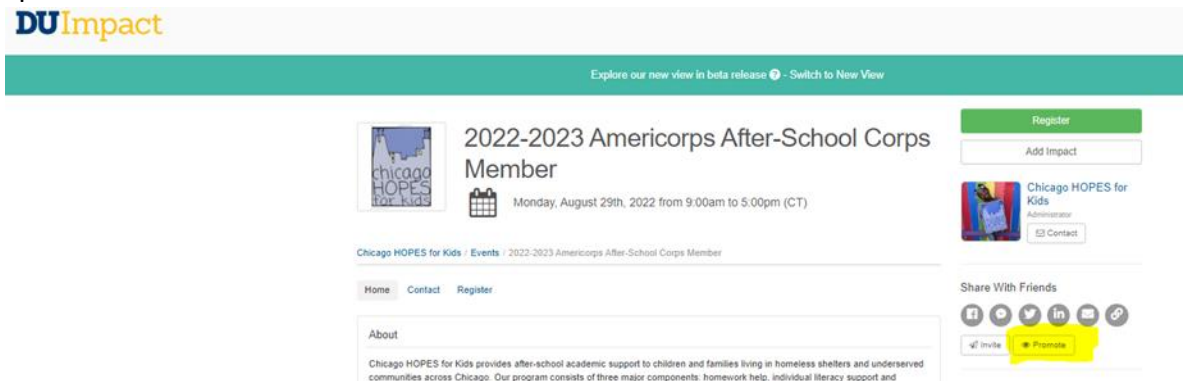 DUImpact
Explore our new view in beta release ? - Switch to New View
chicago
HOPES
for kids
2022-2023 Americorps After-School Corps
Member
Monday, August 29th, 2022 from 9:00am to 5:00pm (CT)
Chicago HOPES for Kids / Events / 2022-2023 Americorps After-School Corps Member
Home Contact Register
About
Chicago HOPES for Kids provides after-school academic support to children and families living in homeless shelters and underserved
communities across Chicago. Our program consists of three major components: homework help, individual literacy support and
Register
Add Impact
Chicago HOPES for
Kids
Administrator
Contact
Share With Friends
Invite
Promote